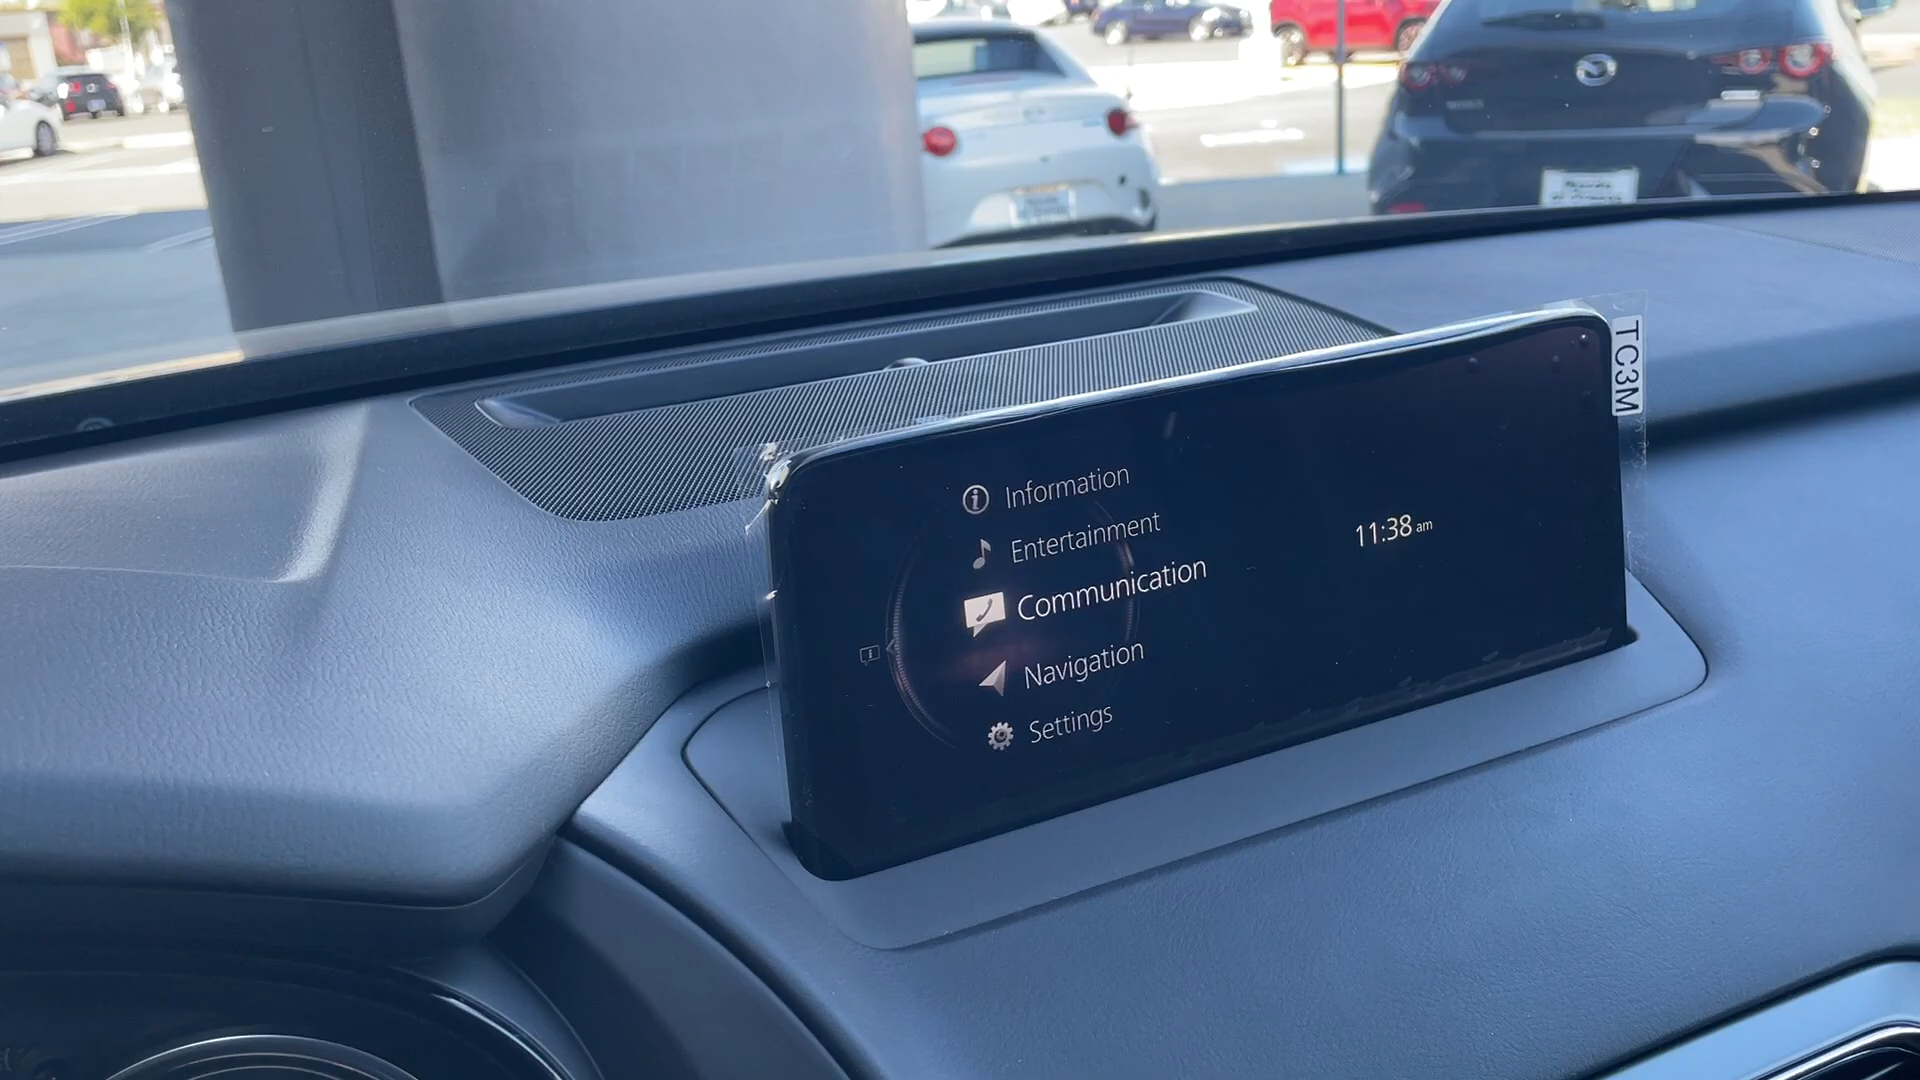 TC3M
Information
Entertainment
Communication
Navigation
Settings
11:38 am